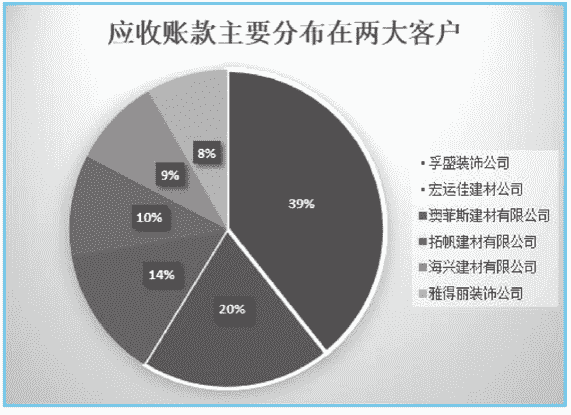 应收账款主要分布在两大客户
39%
20%
14%
10%
9%
8%
孚盛装饰公司
宏运佳建材公司
澳菲斯建材有限公司
拓帆建材有限公司
海兴建材有限公司
雅得丽装饰公司